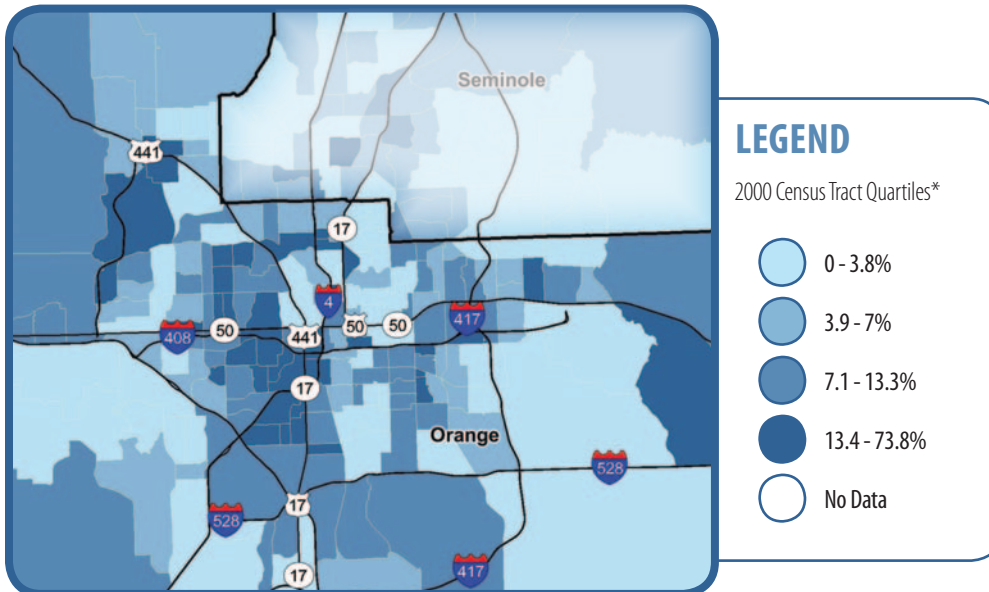 Seminole
441
17
4
417
408
50
441
50
50
17
Orange
528
17
528
417
17
LEGEND
2000 Census Tract Quartiles*
0 - 3.8%
3.9 - 7%
7.1 - 13.3%
13.4 - 73.8%
No Data